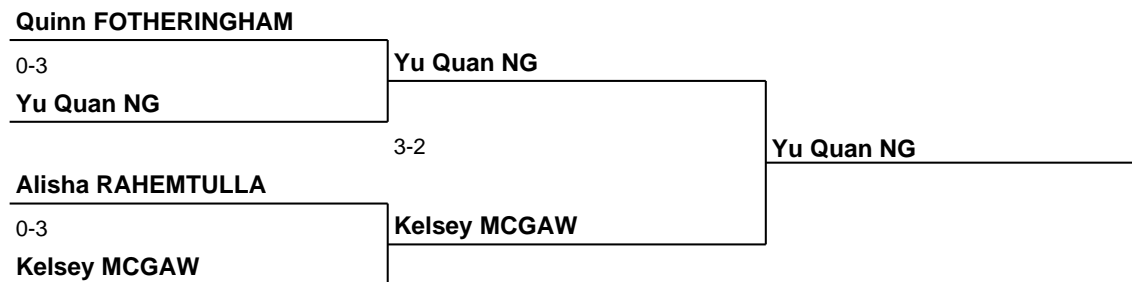 Quinn FOTHERINGHAM
0-3
Yu Quan NG
Yu Quan NG
3-2
Yu Quan NG
Alisha RAHEMTULLA
0-3
Kelsey MCGAW
Kelsey MCGAW